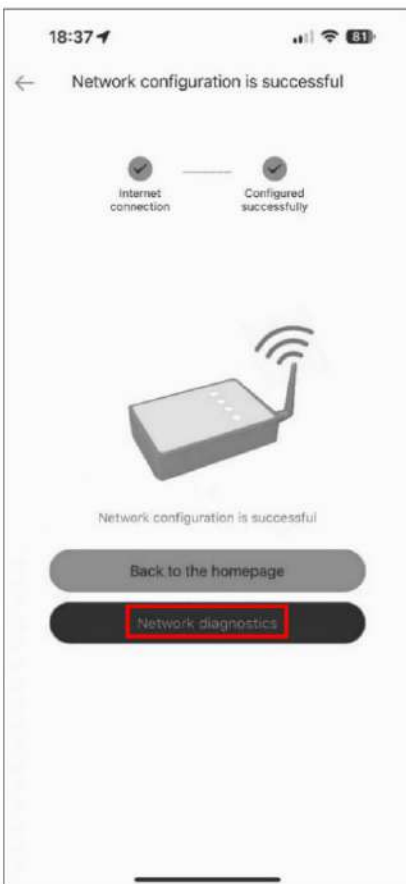 18:37
81
Network configuration is successful
Internet
connection
Configured
successfully
Network configuration is successful
Back to the homepage
Network diagnostics